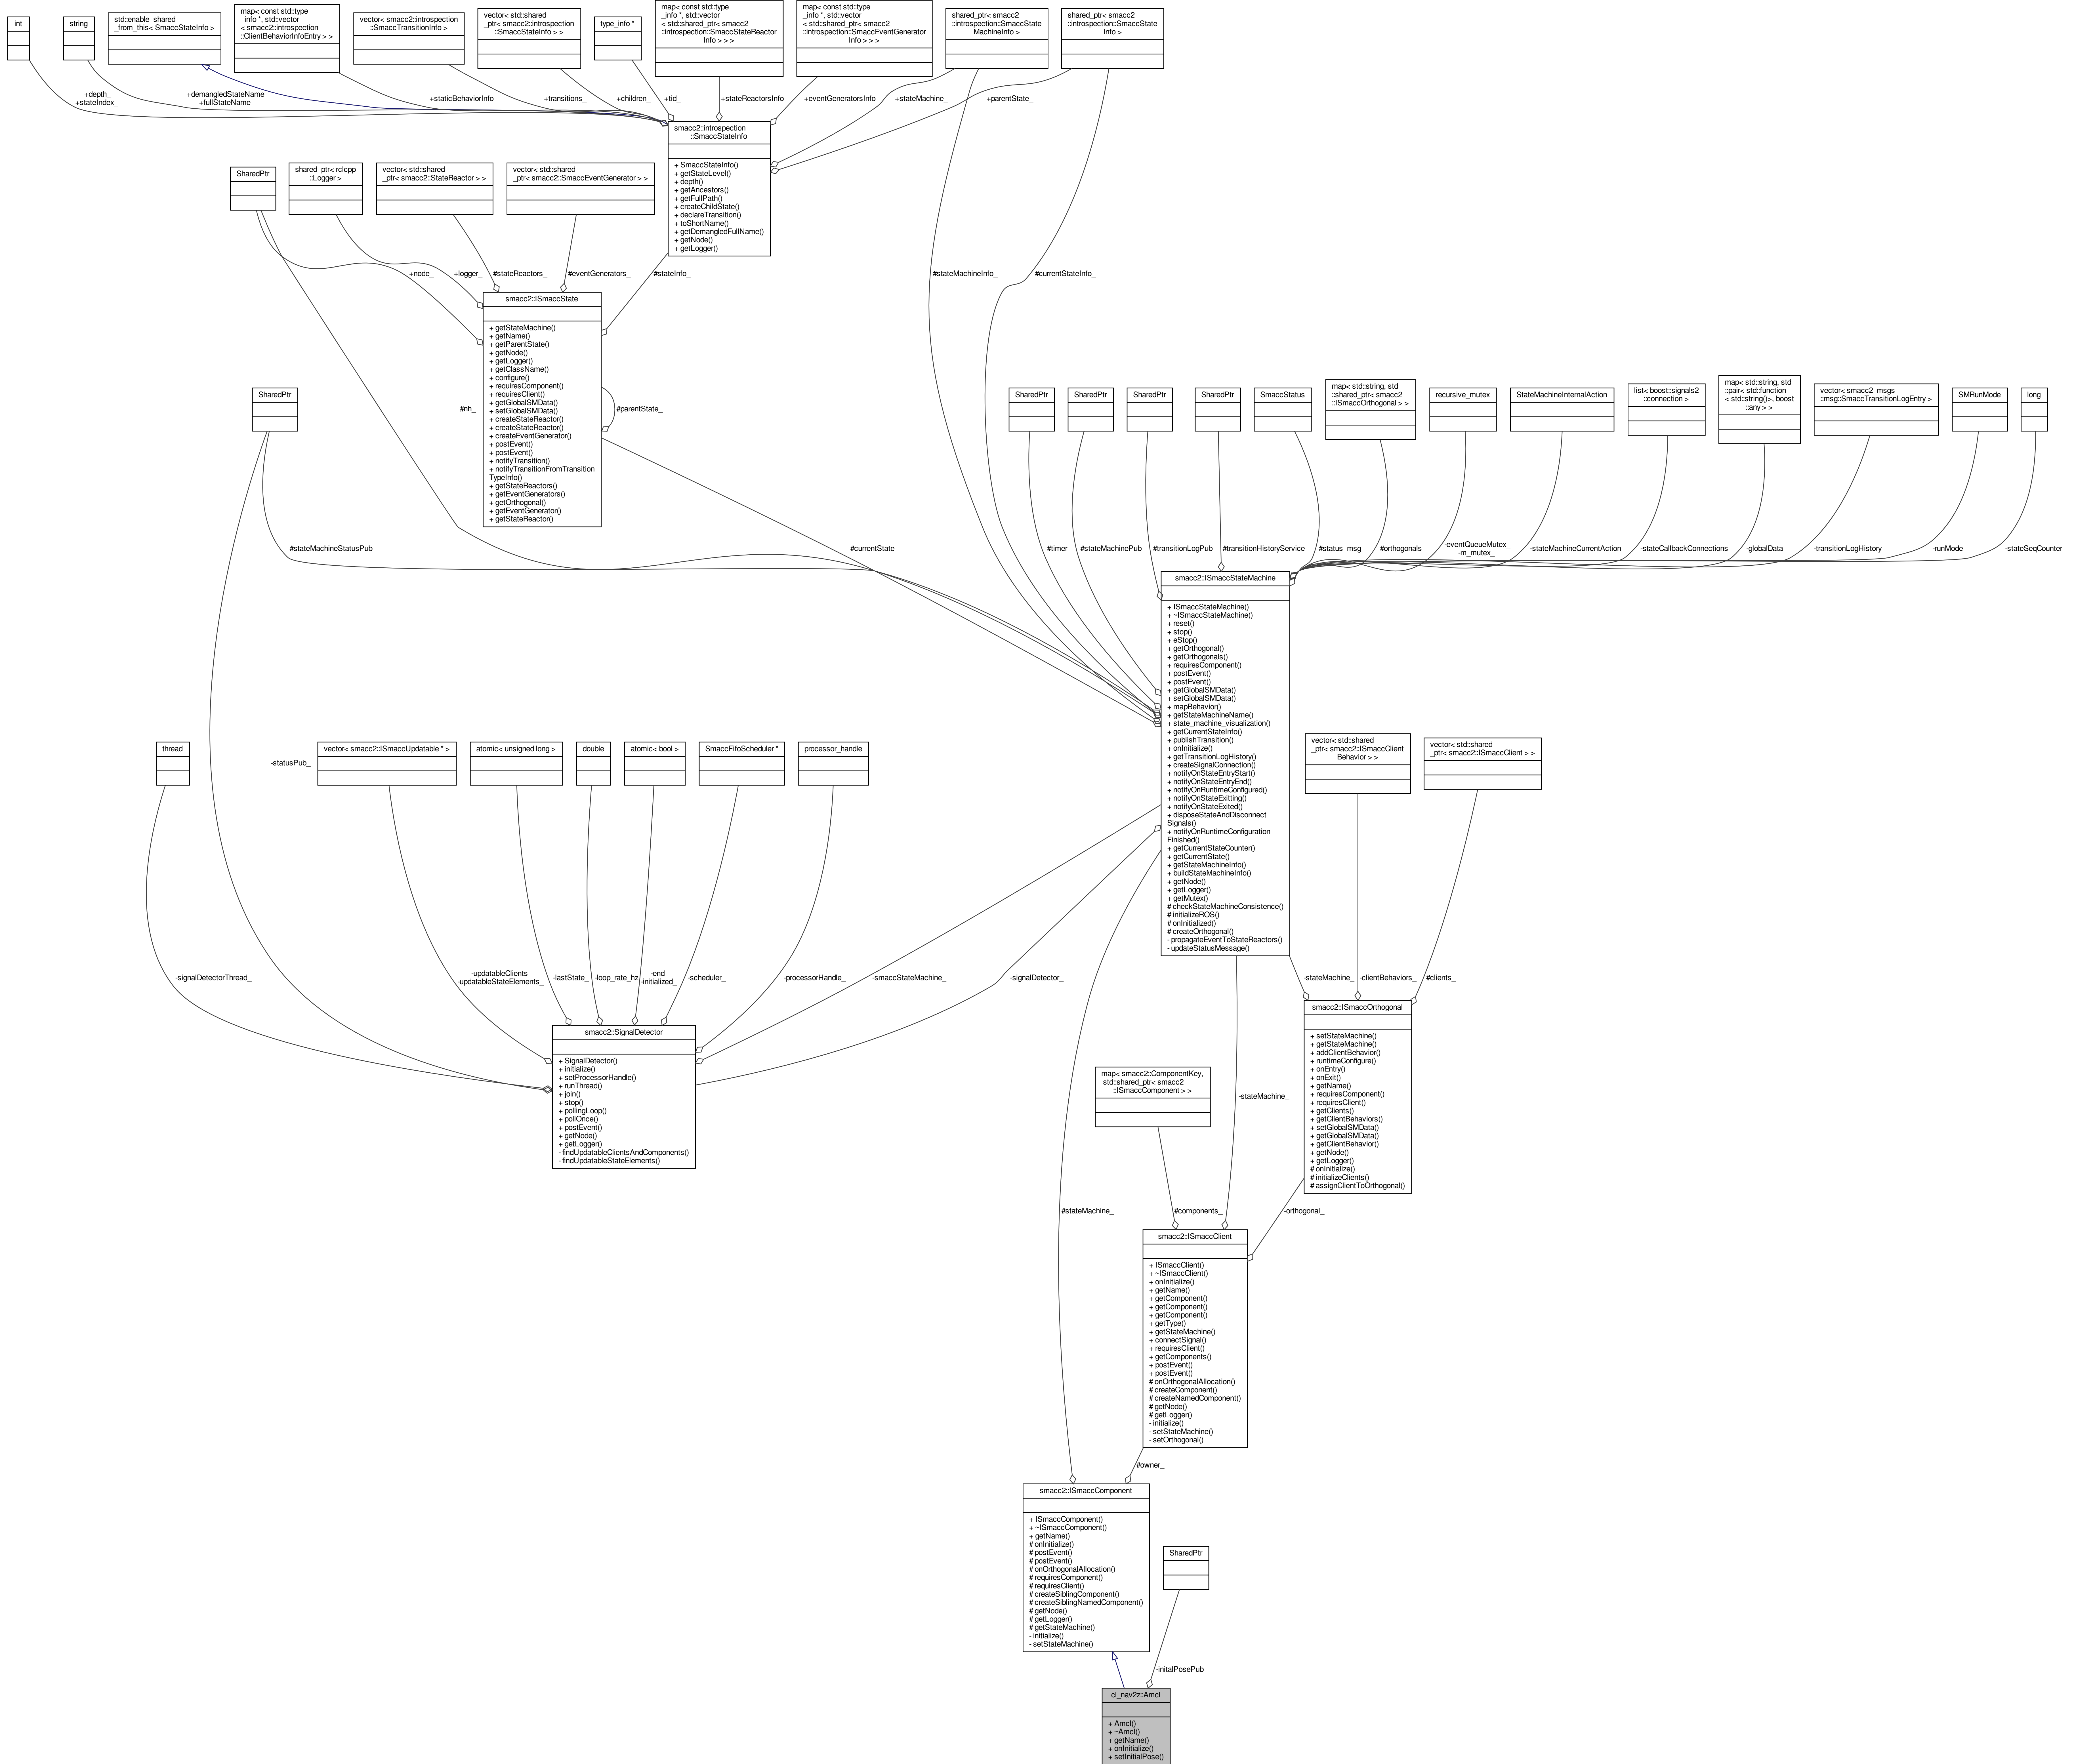 int
string
std::enable_shared
_from_this< SmaccStateInfo >
map< const std::type
_info *, std::vector
< smacc2::introspection
::ClientBehaviorInfoEntry > >
vector< smacc2::introspection
::SmaccTransitionInfo >
vector< std::shared
_ptr< smacc2::introspection
::SmaccStateInfo > >
type_info *
map< const std::type
_info *, std::vector
< std::shared_ptr< smacc2
::introspection::SmaccStateReactor
Info > > >
map< const std::type
_info *, std::vector
< std::shared_ptr< smacc2
::introspection::SmaccEventGenerator
Info > > >
shared_ptr< smacc2
::introspection::SmaccState
MachineInfo >
shared_ptr< smacc2
::introspection::SmaccState
Info >
+depth_
+stateIndex_
+demangledStateName
+fullStateName
+staticBehaviorInfo
+transitions_
+children_
+tid_
+stateReactorsInfo
+eventGeneratorsInfo
+stateMachine_
+parentState_
smacc2::introspection
::SmaccStateInfo
+ SmaccStateInfo()
+ getStateLevel()
+ depth()
+ getAncestors()
+ getFullPath()
+ createChildState()
+ declareTransition()
+ toShortName()
+ getDemangledFullName()
+ getNode()
+ getLogger()
SharedPtr
shared_ptr< rclcpp
::Logger >
vector< std::shared
_ptr< smacc2::StateReactor > >
vector< std::shared
_ptr< smacc2::SmaccEventGenerator > >
+node_
+logger_
#stateReactors_
#eventGenerators_
#stateInfo_
#stateMachineInfo_
#currentStateInfo_
smacc2::ISmaccState
+ getStateMachine()
+ getName()
+ getParentState()
+ getNode()
+ getLogger()
+ getClassName()
+ configure()
+ requiresComponent()
+ requiresClient()
+ getGlobalSMData()
+ setGlobalSMData()
+ createStateReactor()
+ createStateReactor()
+ createEventGenerator()
+ postEvent()
+ postEvent()
+ notifyTransition()
+ notifyTransitionFromTransition
TypeInfo()
+ getStateReactors()
+ getEventGenerators()
+ getOrthogonal()
+ getEventGenerator()
+ getStateReactor()
#nh_
#parentState_
SharedPtr
SharedPtr
SharedPtr
SharedPtr
SharedPtr
SmaccStatus
map< std::string, std
::shared_ptr< smacc2
::ISmaccOrthogonal > >
recursive_mutex
StateMachineInternalAction
list< boost::signals2
::connection >
map< std::string, std
::pair< std::function
< std::string()>, boost
::any > >
vector< smacc2_msgs
::msg::SmaccTransitionLogEntry >
SMRunMode
long
#stateMachineStatusPub_
#currentState_
#timer_
#stateMachinePub_
#transitionLogPub_
#transitionHistoryService_
#status_msg_
#orthogonals_
-eventQueueMutex_
-m_mutex_
-stateMachineCurrentAction
-stateCallbackConnections
-globalData_
-transitionLogHistory_
-runMode_
-stateSeqCounter_
smacc2::ISmaccStateMachine
+ ISmaccStateMachine()
+ ~ISmaccStateMachine()
+ reset()
+ stop()
+ eStop()
+ getOrthogonal()
+ getOrthogonals()
+ requiresComponent()
+ postEvent()
+ postEvent()
+ getGlobalSMData()
+ setGlobalSMData()
+ mapBehavior()
+ getStateMachineName()
+ state_machine_visualization()
+ getCurrentStateInfo()
+ publishTransition()
+ onInitialize()
+ getTransitionLogHistory()
+ createSignalConnection()
+ notifyOnStateEntryStart()
+ notifyOnStateEntryEnd()
+ notifyOnRuntimeConfigured()
+ notifyOnStateExitting()
+ notifyOnStateExited()
+ disposeStateAndDisconnect
Signals()
+ notifyOnRuntimeConfiguration
Finished()
+ getCurrentStateCounter()
+ getCurrentState()
+ getStateMachineInfo()
+ buildStateMachineInfo()
+ getNode()
+ getLogger()
+ getMutex()
# checkStateMachineConsistence()
# initializeROS()
# onInitialized()
# createOrthogonal()
- propagateEventToStateReactors()
- updateStatusMessage()
thread
-statusPub_
vector< smacc2::ISmaccUpdatable * >
atomic< unsigned long >
double
atomic< bool >
SmaccFifoScheduler *
processor_handle
vector< std::shared
_ptr< smacc2::ISmaccClient
Behavior > >
vector< std::shared
_ptr< smacc2::ISmaccClient > >
-signalDetectorThread_
-updatableClients_
-updatableStateElements_
-lastState_
-loop_rate_hz
-end_
-initialized_
-scheduler_
-processorHandle_
-smaccStateMachine_
-signalDetector_
-stateMachine_
-clientBehaviors_
#clients_
smacc2::SignalDetector
+ SignalDetector()
+ initialize()
+ setProcessorHandle()
+ runThread()
+ join()
+ stop()
+ pollingLoop()
+ pollOnce()
+ postEvent()
+ getNode()
+ getLogger()
- findUpdatableClientsAndComponents()
- findUpdatableStateElements()
smacc2::ISmaccOrthogonal
+ setStateMachine()
+ getStateMachine()
+ addClientBehavior()
+ runtimeConfigure()
+ onEntry()
+ onExit()
+ getName()
+ requiresComponent()
+ requiresClient()
+ getClients()
+ getClientBehaviors()
+ setGlobalSMData()
+ getGlobalSMData()
+ getClientBehavior()
+ getNode()
+ getLogger()
# onInitialize()
# initializeClients()
# assignClientToOrthogonal()
map< smacc2::ComponentKey,
std::shared_ptr< smacc2
::ISmaccComponent > >
-stateMachine_
#stateMachine_
#components_
-orthogonal_
smacc2::ISmaccClient
+ ISmaccClient()
+ ~ISmaccClient()
+ onInitialize()
+ getName()
+ getComponent()
+ getComponent()
+ getComponent()
+ getType()
+ getStateMachine()
+ connectSignal()
+ requiresClient()
+ getComponents()
+ postEvent()
+ postEvent()
# onOrthogonalAllocation()
# createComponent()
# createNamedComponent()
# getNode()
# getLogger()
- initialize()
- setStateMachine()
- setOrthogonal()
#owner_
smacc2::ISmaccComponent
+ ISmaccComponent()
+ ~ISmaccComponent()
+ getName()
# onInitialize()
# postEvent()
# postEvent()
# onOrthogonalAllocation()
# requiresComponent()
# requiresClient()
# createSiblingComponent()
# createSiblingNamedComponent()
# getNode()
# getLogger()
# getStateMachine()
- initialize()
- setStateMachine()
SharedPtr
-initalPosePub_
cl_nav2z::Amcl
+ Amcl()
+ ~Amcl()
+ getName()
+ onInitialize()
+ setInitialPose()